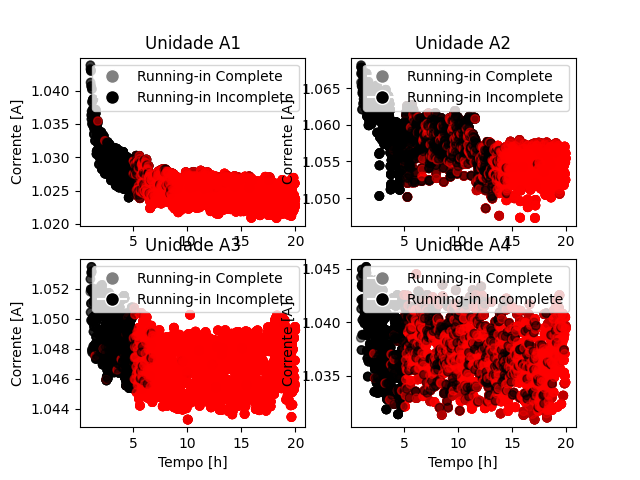 Unidade A1
Unidade A2
Running-in Complete
Running-in Incomplete
Running-in Complete
Running-in Incomplete
Corrente [A]
1.040
1.035
1.030
1.025
1.020
Corrente [A]
1.065
1.060
1.055
1.050
5
10
15
20
5
10
15
20
Unidade A3
Unidade A4
Running-in Complete
Running-in Incomplete
Running-in Complete
Running-in Incomplete
Corrente [A]
1.052
1.050
1.048
1.046
1.044
Corrente [A]
1.045
1.040
1.035
5
10
15
20
5
10
15
20
Tempo [h]
Tempo [h]